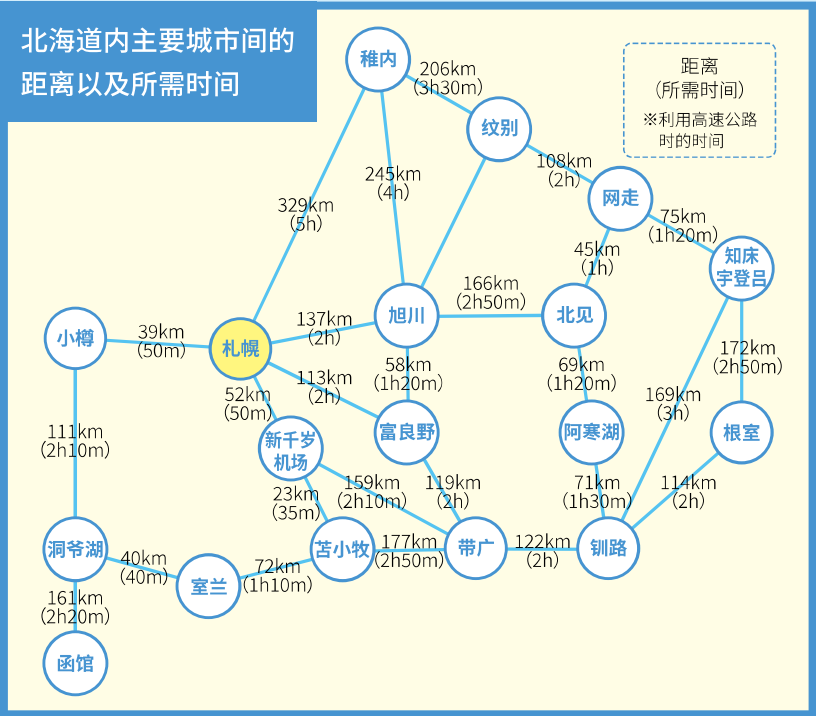 北海道内主要城市间的
距离以及所需时间
距离
（所需时间）
※利用高速公路
时的时间
稚内
206km
（3h30m）
纹别
108km
（2h）
245km
（4h）
网走
329km
（5h）
75km
（1h20m）
45km
（1h）
知床
宇登吕
166km
（2h50m）
旭川
北见
137km
（2h）
小樽
39km
（50m）
札幌
172km
（2h50m）
58km
（1h20m）
69km
（1h20m）
113km
（2h）
52km
（50m）
169km
（3h）
111km
（2h10m）
新千岁
机场
富良野
阿寒湖
根室
159km
（2h10m）
119km
（2h）
71km
（1h30m）
114km
（2h）
23km
（35m）
洞爷湖
40km
（40m）
苫小牧
177km
（2h50m）
带广
122km
（2h）
钏路
72km
（1h10m）
室兰
161km
（2h20m）
函馆